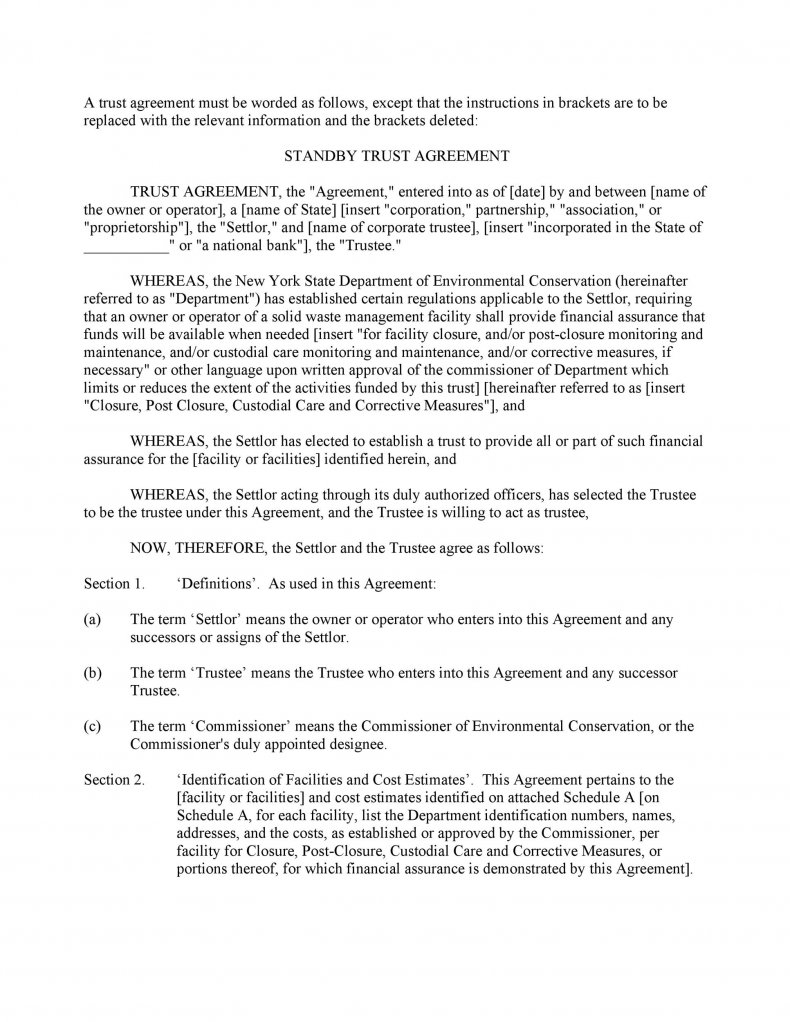 A trust agreement must be worded as follows, except that the instructions in brackets are to be
replaced with the relevant information and the brackets deleted:
STANDBY TRUST AGREEMENT
TRUST AGREEMENT, the "Agreement," entered into as of [date] by and between [name of
the owner or operator], a [name of State] [insert "corporation," partnership," "association," or
"proprietorship"], the "Settlor," and [name of corporate trustee], [insert "incorporated in the State of
___________" or "a national bank"], the "Trustee."
WHEREAS, the New York State Department of Environmental Conservation (hereinafter
referred to as "Department") has established certain regulations applicable to the Settlor, requiring
that an owner or operator of a solid waste management facility shall provide financial assurance that
funds will be available when needed [insert "for facility closure, and/or post-closure monitoring and
maintenance, and/or custodial care monitoring and maintenance, and/or corrective measures, if
necessary" or other language upon written approval of the commissioner of Department which
limits or reduces the extent of the activities funded by this trust] [hereinafter referred to as [insert
"Closure, Post Closure, Custodial Care and Corrective Measures"], and
WHEREAS, the Settlor has elected to establish a trust to provide all or part of such financial
assurance for the [facility or facilities] identified herein, and
WHEREAS, the Settlor acting through its duly authorized officers, has selected the Trustee
to be the trustee under this Agreement, and the Trustee is willing to act as trustee,
NOW, THEREFORE, the Settlor and the Trustee agree as follows:
Section 1. ‘Definitions’. As used in this Agreement:
(a) The term ‘Settlor’ means the owner or operator who enters into this Agreement and any
successors or assigns of the Settlor.
(b) The term ‘Trustee’ means the Trustee who enters into this Agreement and any successor
Trustee.
(c) The term ‘Commissioner’ means the Commissioner of Environmental Conservation, or the
Commissioner's duly appointed designee.
Section 2. ‘Identification of Facilities and Cost Estimates’. This Agreement pertains to the
[facility or facilities] and cost estimates identified on attached Schedule A [on
Schedule A, for each facility, list the Department identification numbers, names,
addresses, and the costs, as established or approved by the Commissioner, per
facility for Closure, Post-Closure, Custodial Care and Corrective Measures, or
portions thereof, for which financial assurance is demonstrated by this Agreement].